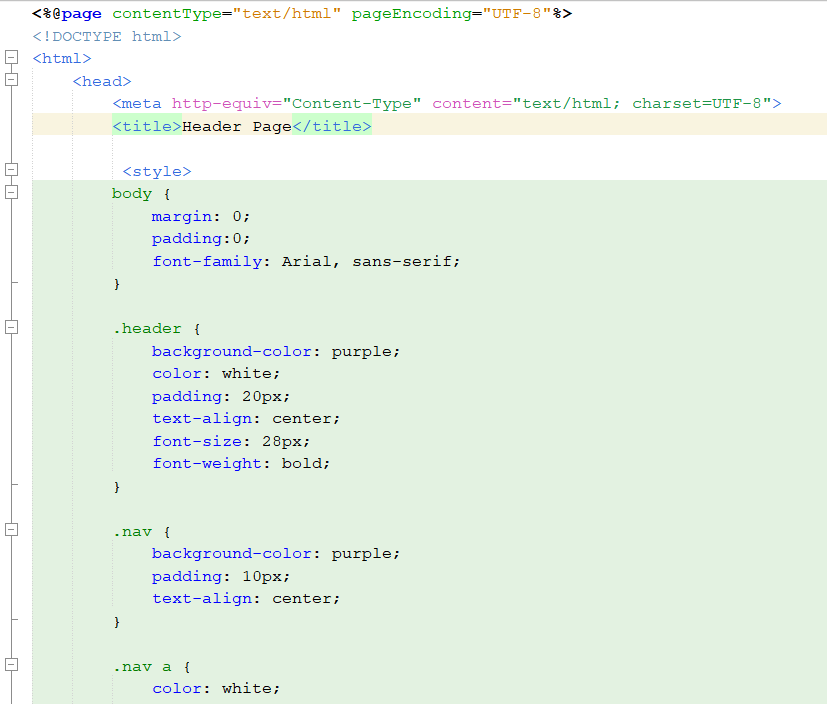 <%@page contentType="text/html" pageEncoding="UTF-8"%>
<!DOCTYPE html>
<html>
    <head>
        <meta http-equiv="Content-Type" content="text/html; charset=UTF-8">
        <title>Header Page</title>

         <style>
        body {
            margin: 0;
            padding:0;
            font-family: Arial, sans-serif;
        }

        .header {
            background-color: purple;
            color: white;
            padding: 20px;
            text-align: center;
            font-size: 28px;
            font-weight: bold;
        }

        .nav {
            background-color: purple;
            padding: 10px;
            text-align: center;
        }

        .nav a {
            color: white;